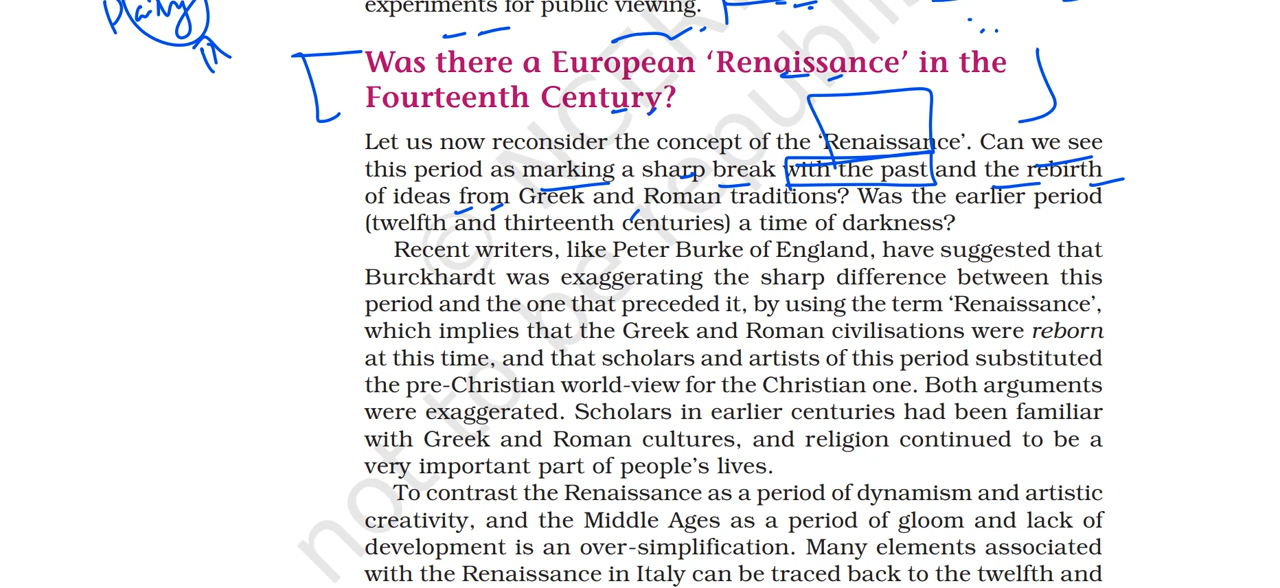 experiments for public viewing.
Was there a European ‘Renaissance’ in the
Fourteenth Century?
Let us now reconsider the concept of the ‘Renaissance’. Can we see
this period as marking a sharp break with the past and the rebirth
of ideas from Greek and Roman traditions? Was the earlier period
(twelfth and thirteenth centuries) a time of darkness?
Recent writers, like Peter Burke of England, have suggested that
Burckhardt was exaggerating the sharp difference between this
period and the one that preceded it, by using the term ‘Renaissance’,
which implies that the Greek and Roman civilisations were reborn
at this time, and that scholars and artists of this period substituted
the pre-Christian world-view for the Christian one. Both arguments
were exaggerated. Scholars in earlier centuries had been familiar
with Greek and Roman cultures, and religion continued to be a
very important part of people’s lives.
To contrast the Renaissance as a period of dynamism and artistic
creativity, and the Middle Ages as a period of gloom and lack of
development is an over-simplification. Many elements associated
with the Renaissance in Italy can be traced back to the twelfth and
© NCER
not to be republi